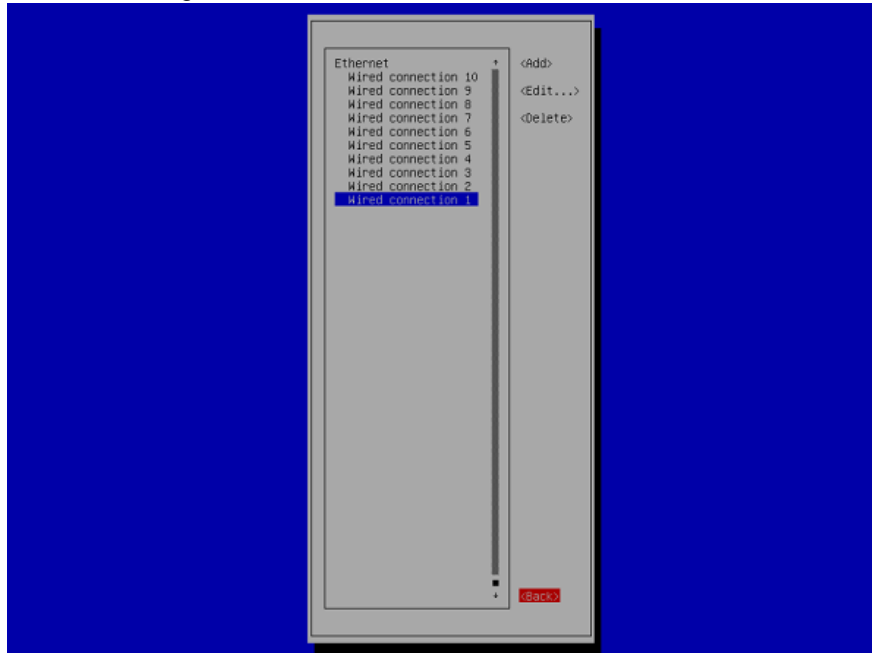 Ethernet
Wired connection 10
Wired connection 9
Wired connection 8
Wired connection 7
Wired connection 6
Wired connection 5
Wired connection 4
Wired connection 3
Wired connection 2
Wired connection 1
<Add>
<Edit...>
<Delete>
<Back>